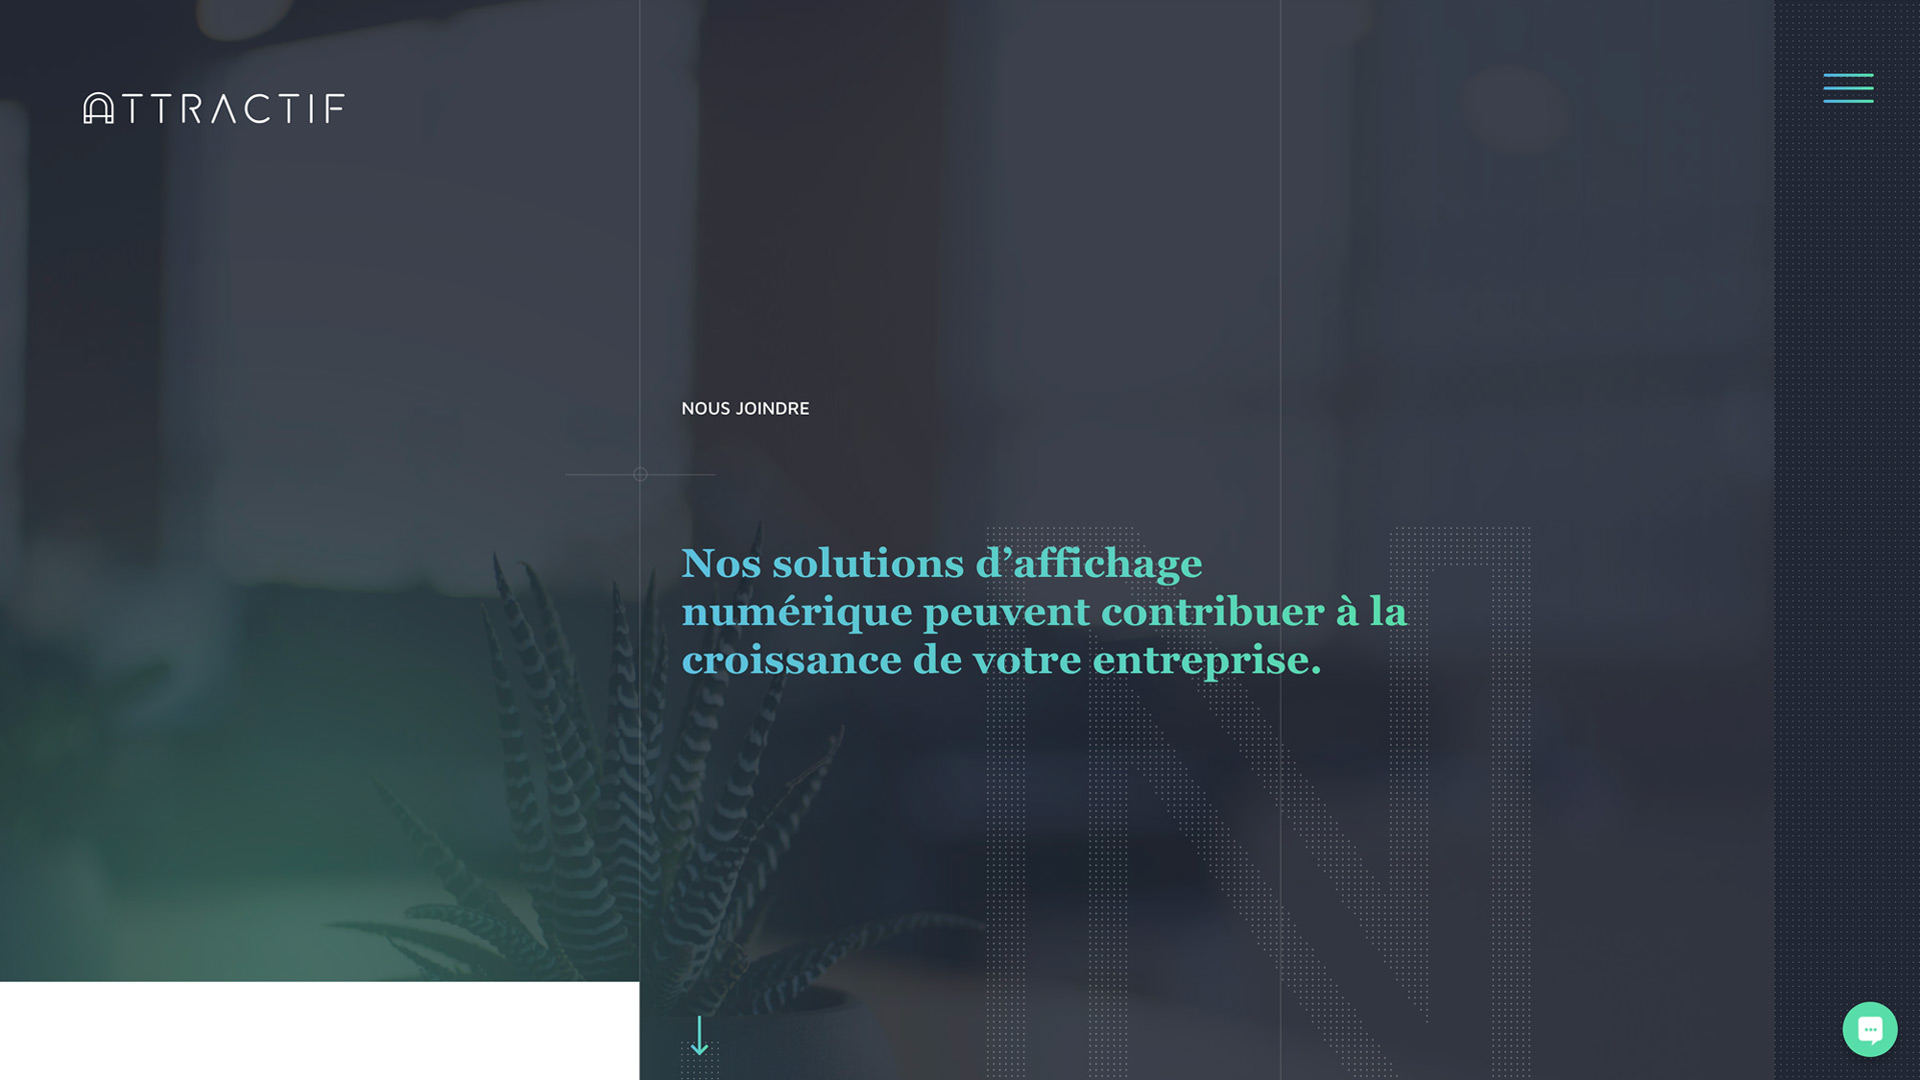 ATTRACTIF
NOUS JOINDRE
Nos solutions d’affichage
numérique peuvent contribuer à la
croissance de votre entreprise.
N